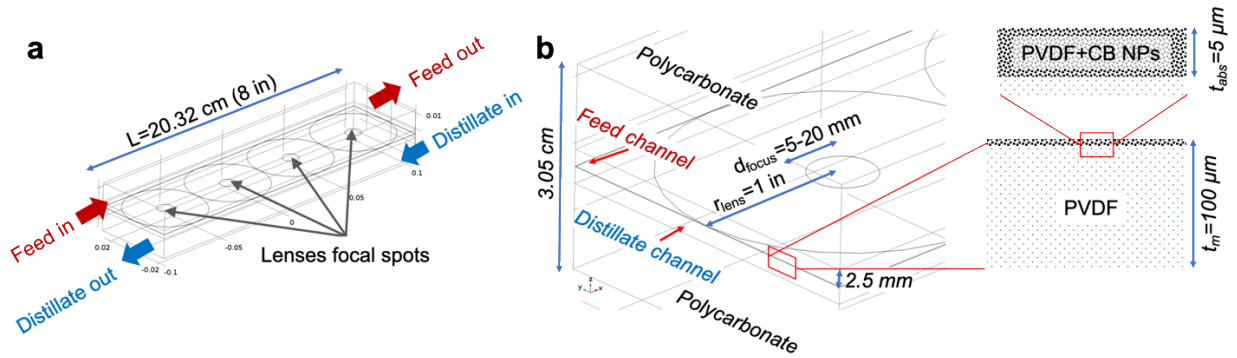 a
L=20.32 cm (8 in)
Feed out
Distillate in
Feed in
Distillate out
Lenses focal spots
0.01
0.1
0.05
0
-0.05
-0.1
0.02
-0.02
b
Polycarbonate
Feed channel
3.05 cm
d_focus=5-20 mm
r_lens=1 in
Distillate channel
2.5 mm
Polycarbonate
z
y
x
PVDF+CB NPs
t_abs=5 μm
PVDF
t_m=100 μm